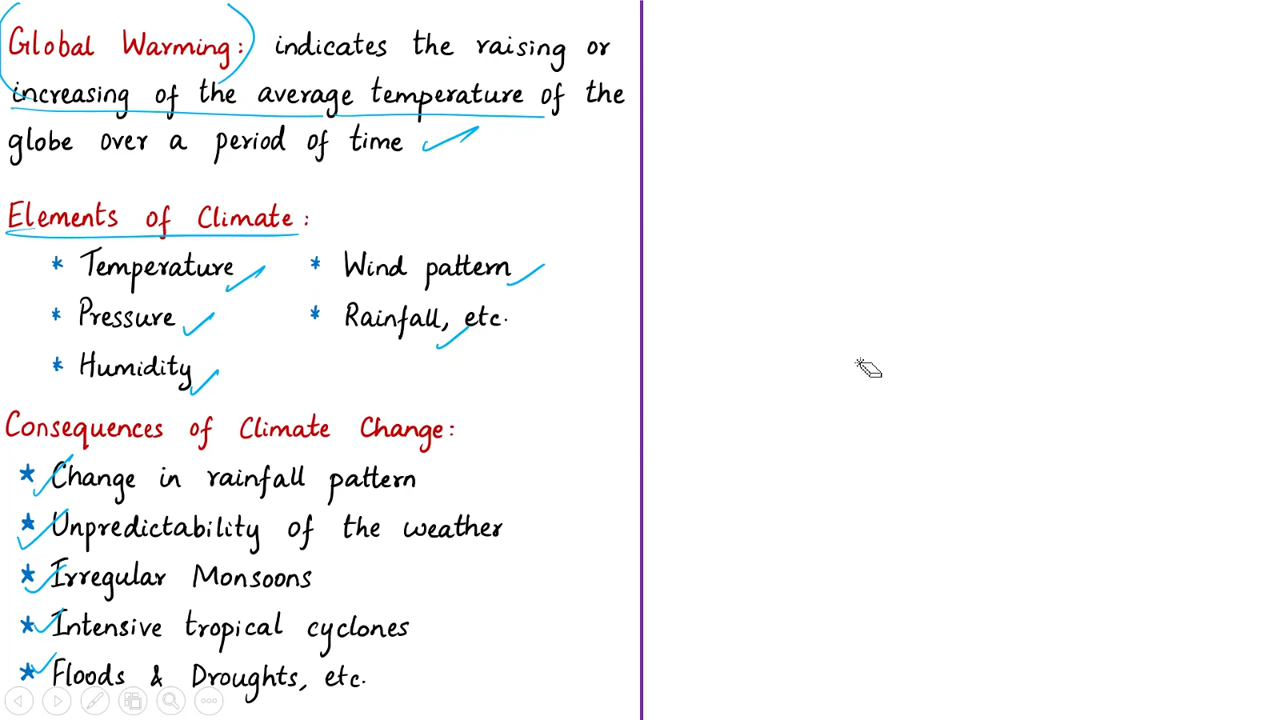 Global Warming: indicates the raising or
increasing of the average temperature of the
globe over a period of time
Elements of Climate:
* Temperature * Wind pattern
* Pressure * Rainfall, etc.
* Humidity
Consequences of Climate Change:
* Change in rainfall pattern
* Unpredictability of the weather
* Irregular Monsoons
* Intensive tropical cyclones
* Floods & Droughts, etc.